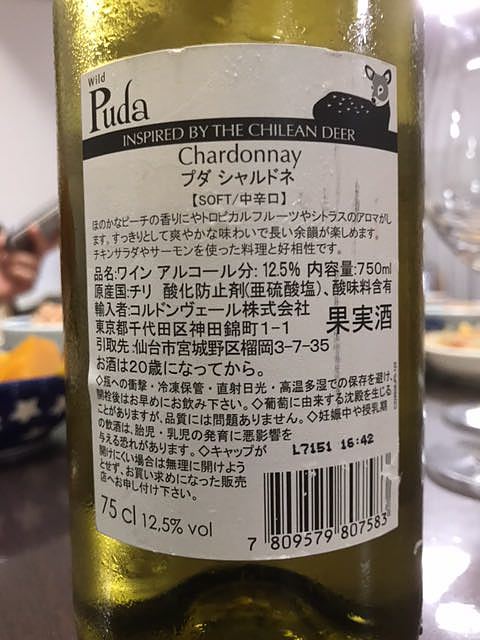 Wild
Puda
INSPIRED BY THE CHILEAN DEER
Chardonnay
プダ シャルドネ
【SOFT/中辛口】
ほのかなピーチの香りにやトロピカルフルーツやシトラスのアロマがし
ます。すっきりとして爽やかな味わいで長い余韻が楽しめます。
チキンサラダやサーモンを使った料理と好相性です。
品名:ワイン アルコール分: 12.5% 内容量:750ml
原産国:チリ 酸化防止剤(亜硫酸塩)、酸味料含有
輸入者:コルドンヴェール株式会社
東京都千代田区神田錦町1-1
果実酒
引取先:仙台市宮城野区榴岡3-7-35
お酒は20歳になってから。
◇瓶への衝撃・冷凍保管・直射日光・高温多湿での保存を避け、
開栓後はお早めにお飲み下さい。◇葡萄に由来する沈殿を生じる
ことがありますが、品質には問題ありません。◇妊娠中や授乳期
の飲酒は、胎児・乳児の発育に悪影響を
与える恐れがあります。◇キャップが
開けにくい場合は無理に開けよう
とせず、お買い求めになった販売
店へお申し付け下さい。
L7151 16:42
75 cl 12,5% vol
7 809579 807583